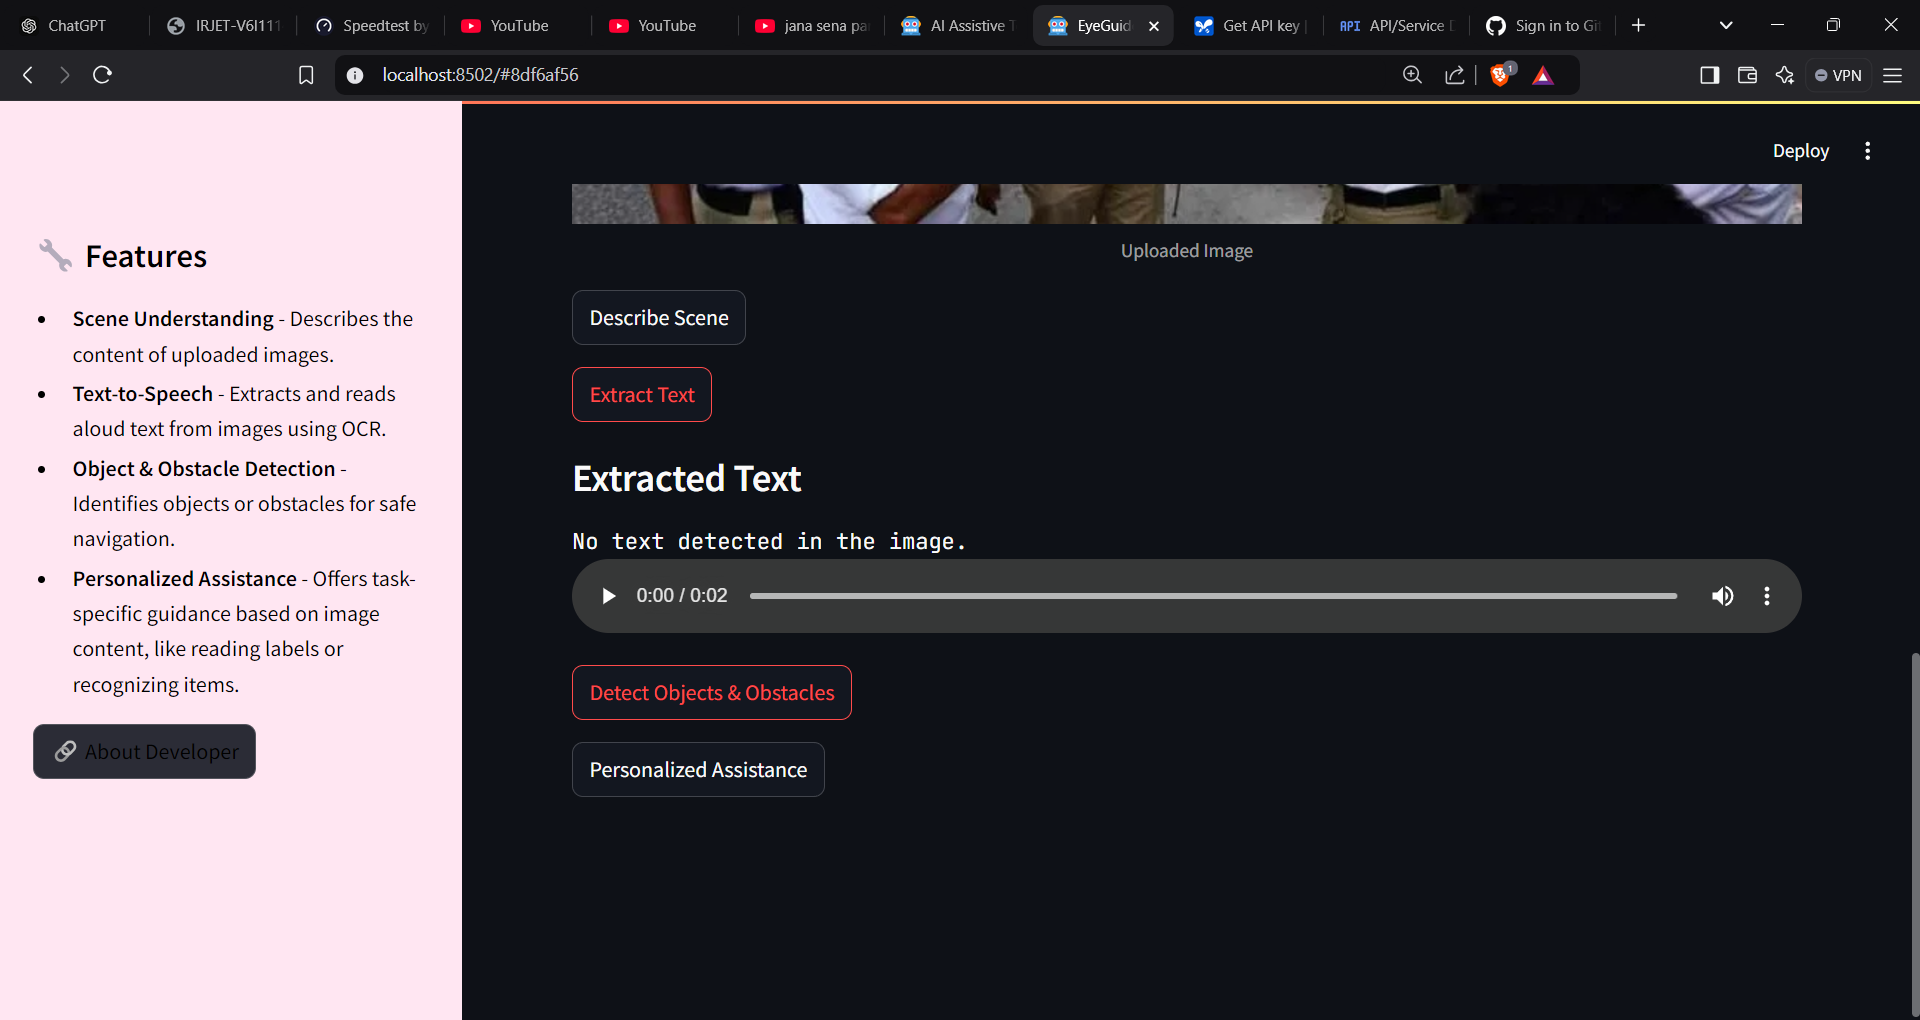 ChatGPT
IRJET-V6I111
Speedtest by
YouTube
YouTube
jana sena pa
AI Assistive T
EyeGuid
Get API key
API API/Service D
Sign in to Git
localhost:8502/#8df6af56
1
VPN
Deploy
Features
Scene Understanding - Describes the
content of uploaded images.
Text-to-Speech - Extracts and reads
aloud text from images using OCR.
Object & Obstacle Detection -
Identifies objects or obstacles for safe
navigation.
Personalized Assistance - Offers task-
specific guidance based on image
content, like reading labels or
recognizing items.
About Developer
Uploaded Image
Describe Scene
Extract Text
Extracted Text
No text detected in the image.
0:00 / 0:02
Detect Objects & Obstacles
Personalized Assistance